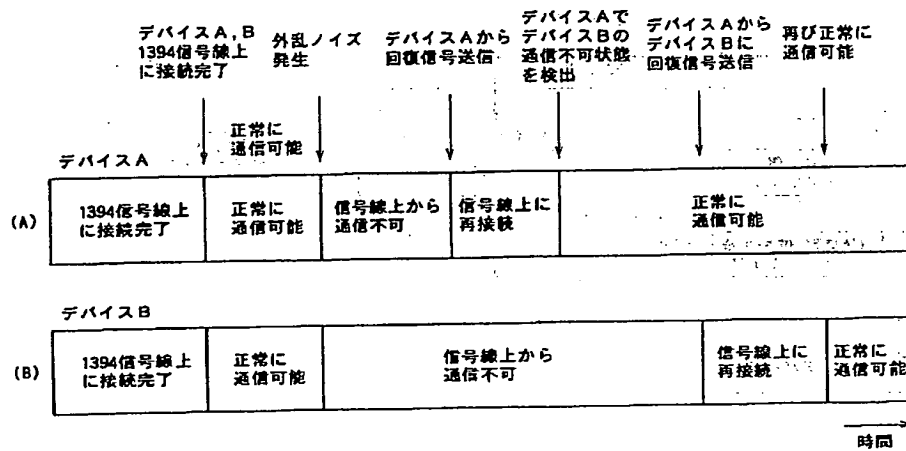 デバイスA,B
1394信号線上
に接続完了
外乱ノイズ
発生
デバイスAから
回復信号送信
デバイスAで
デバイスBの
通信不可状態
を検出
デバイスAから
デバイスBに
回復信号送信
再び正常に
通信可能
正常に
通信可能
デバイスA
(A)
1394信号線上
に接続完了
正常に
通信可能
信号線上から
通信不可
信号線上に
再接続
正常に
通信可能
デバイスB
(B)
1394信号線上
に接続完了
正常に
通信可能
信号線上から
通信不可
信号線上に
再接続
正常に
通信可能
時間